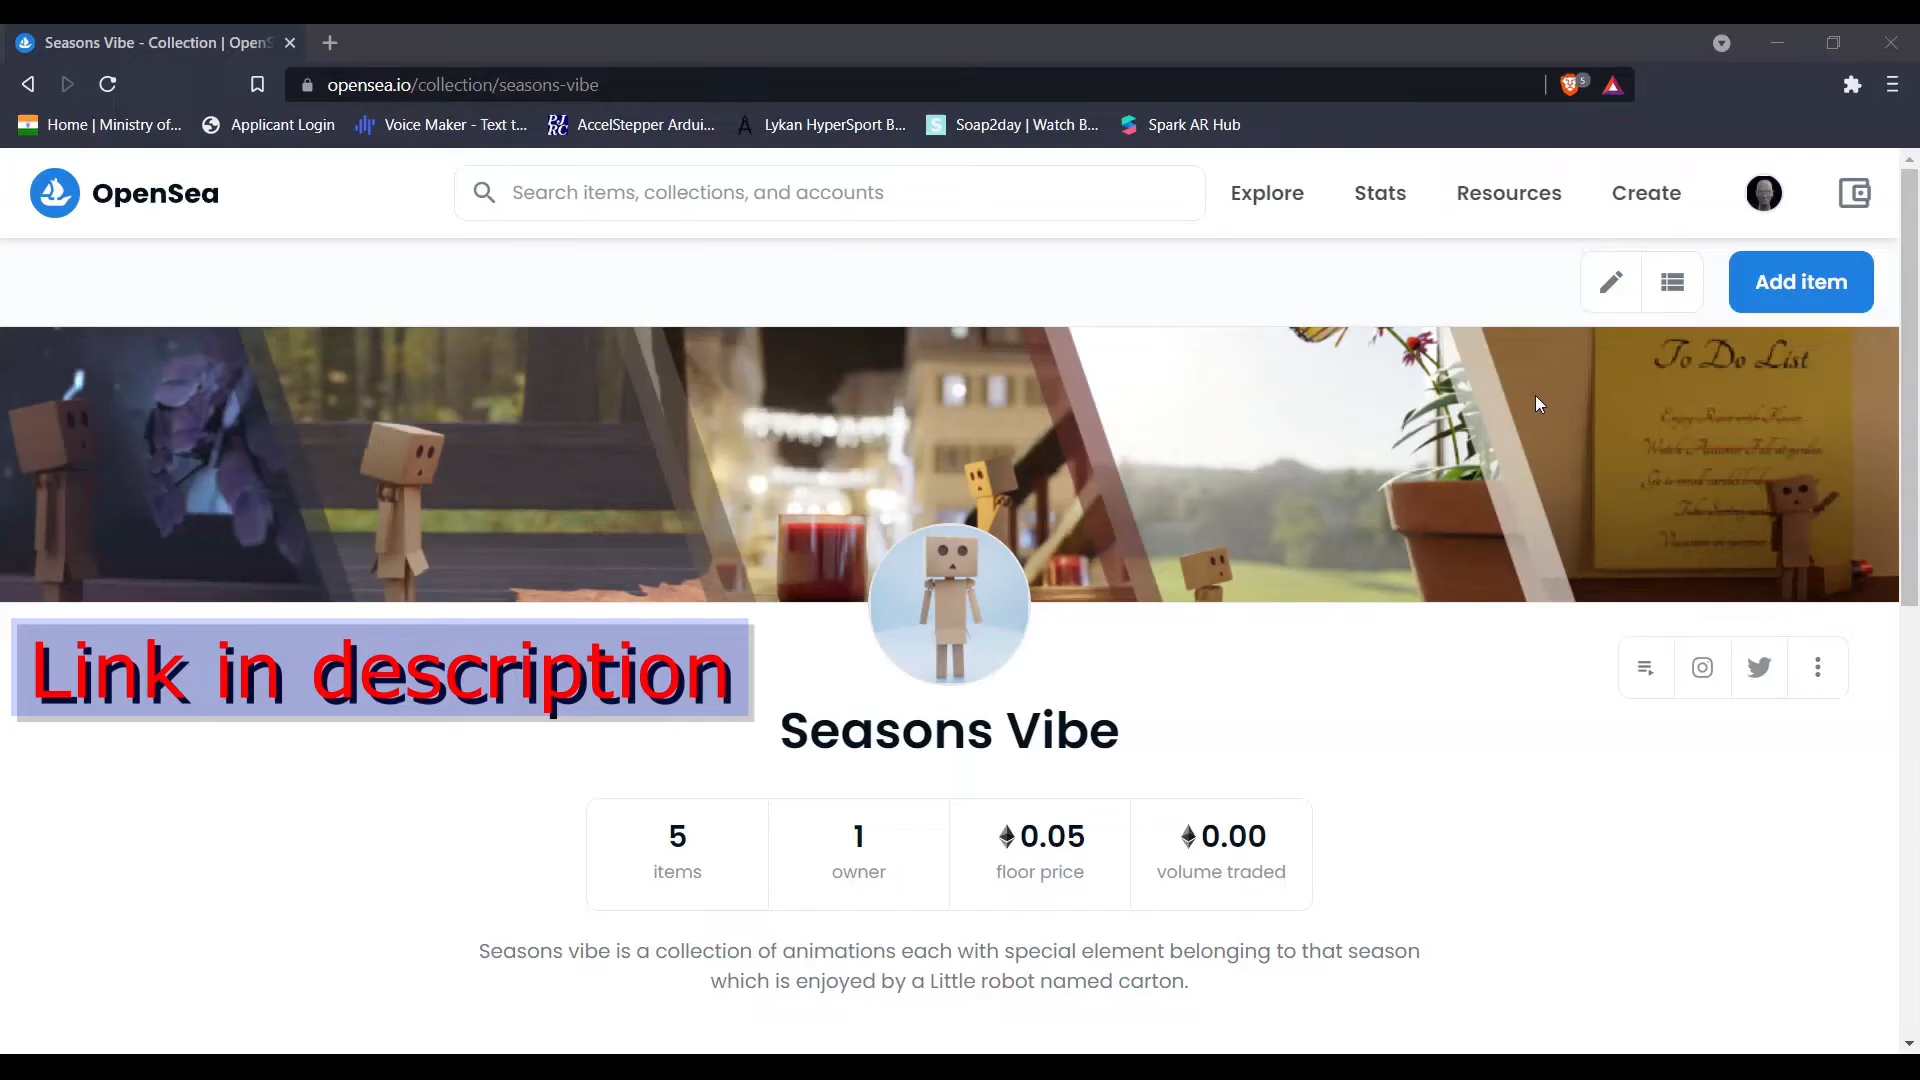 Seasons Vibe - Collection | OpenS
opensea.io/collection/seasons-vibe
5
Home | Ministry of...
Applicant Login
Voice Maker - Text t...
PJRC
AccelStepper Ardui...
Lykan HyperSport B...
S
Soap2day | Watch B...
Spark AR Hub
OpenSea
Search items, collections, and accounts
Explore
Stats
Resources
Create
Add item
To Do List
Link in description
Seasons Vibe
5
items
1
owner
0.05
floor price
0.00
volume traded
Seasons vibe is a collection of animations each with special element belonging to that season
which is enjoyed by a Little robot named carton.